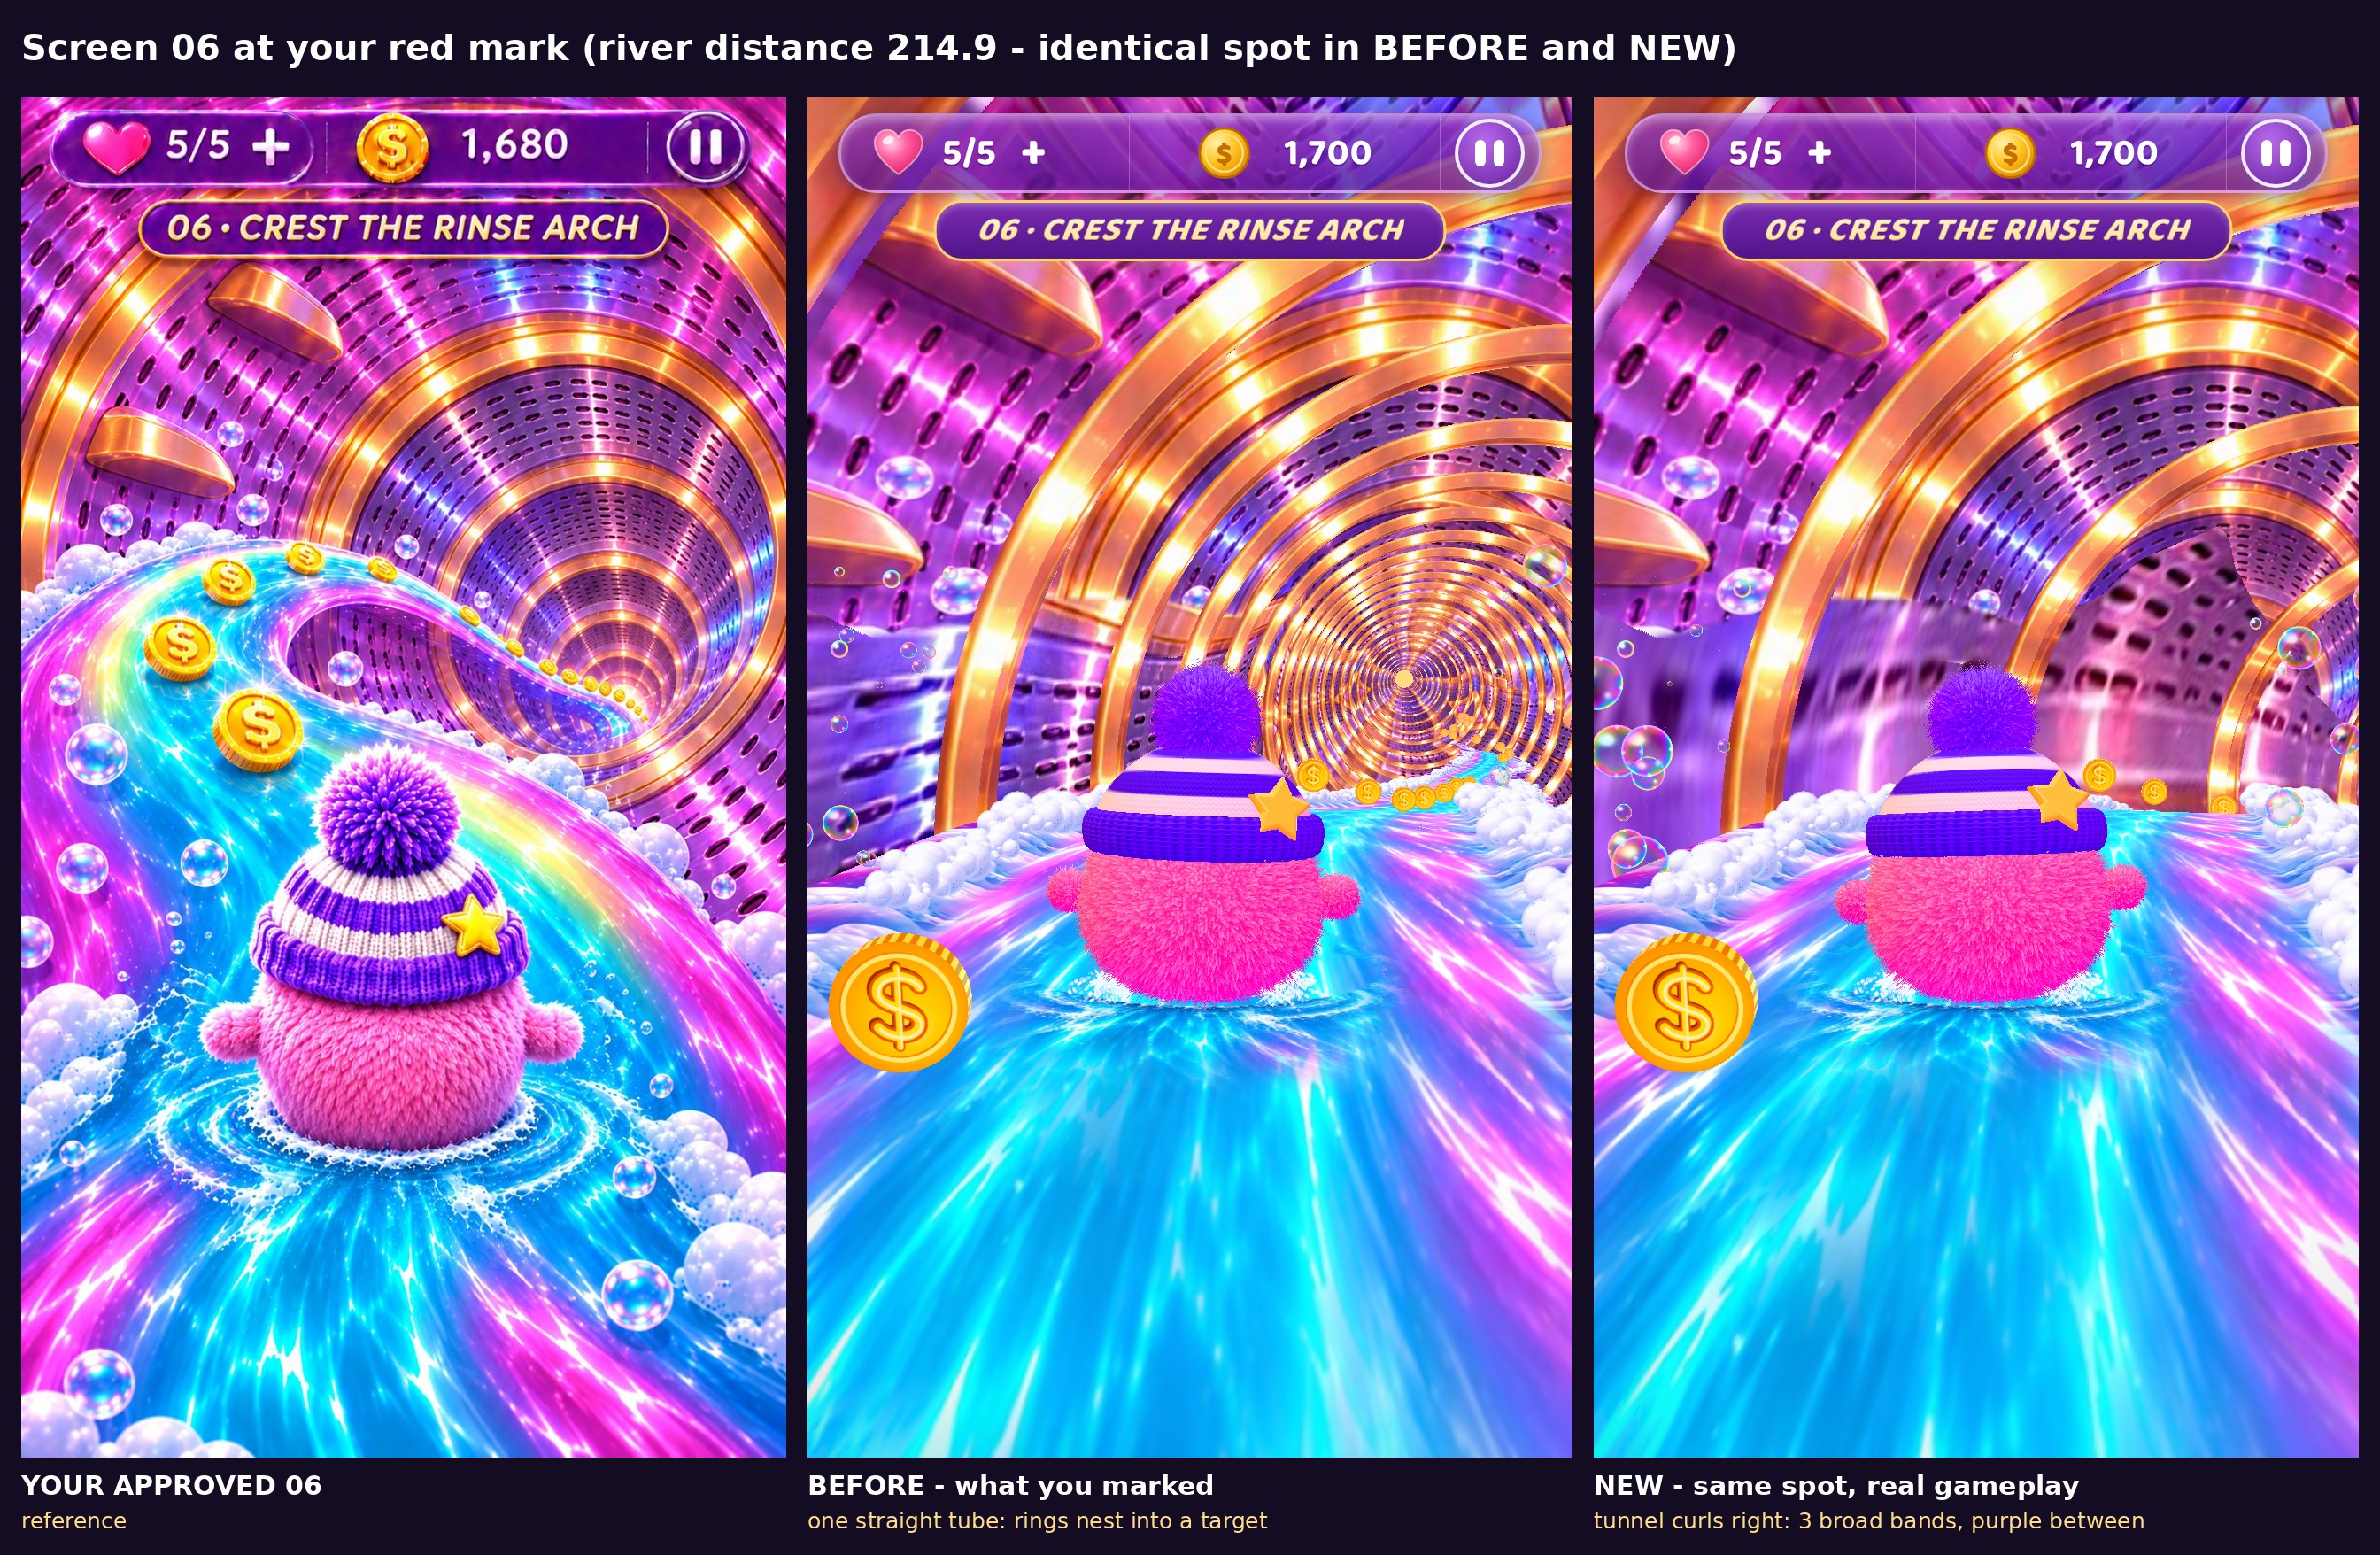 Screen 06 at your red mark (river distance 214.9 - identical spot in BEFORE and NEW)
5/5 + $ 1,680
06 · CREST THE RINSE ARCH
$
$
$
$
YOUR APPROVED 06
reference
5/5 + $ 1,700
06 · CREST THE RINSE ARCH
$
$
BEFORE - what you marked
one straight tube: rings nest into a target
5/5 + $ 1,700
06 · CREST THE RINSE ARCH
$
$
NEW - same spot, real gameplay
tunnel curls right: 3 broad bands, purple between